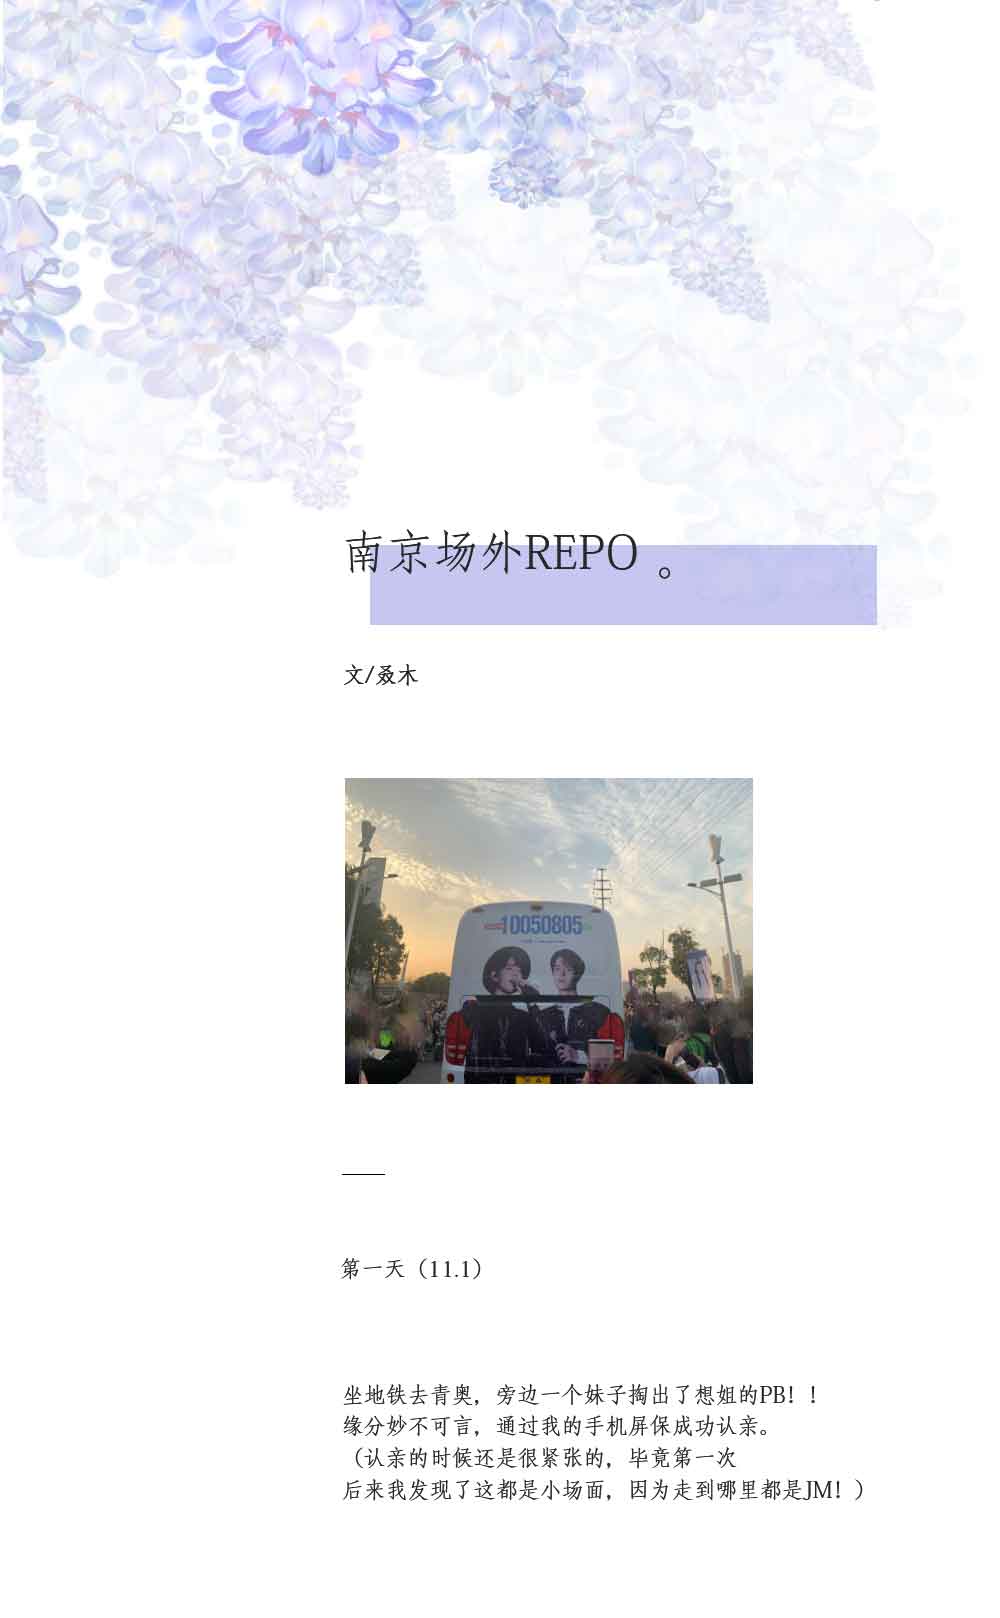 南京场外REPO 。
文/叒木
10050805
第一天（11.1）
坐地铁去青奥，旁边一个妹子掏出了想姐的PB！！
缘分妙不可言，通过我的手机屏保成功认亲。
（认亲的时候还是很紧张的，毕竟第一次
后来我发现了这都是小场面，因为走到哪里都是JM！）